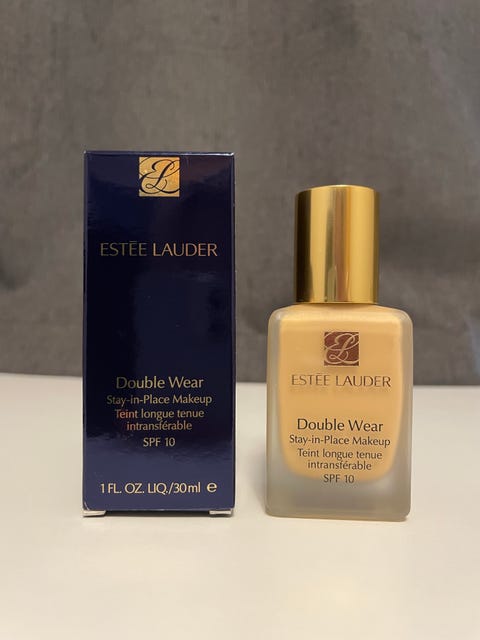 ESTĒE LAUDER
Double Wear
Stay-in-Place Makeup
Teint longue tenue
intransférable
SPF 10
1 FL. OZ. LIQ./30ml ℮
ESTĒE LAUDER
Double Wear
Stay-in-Place Makeup
Teint longue tenue
intransférable
SPF 10